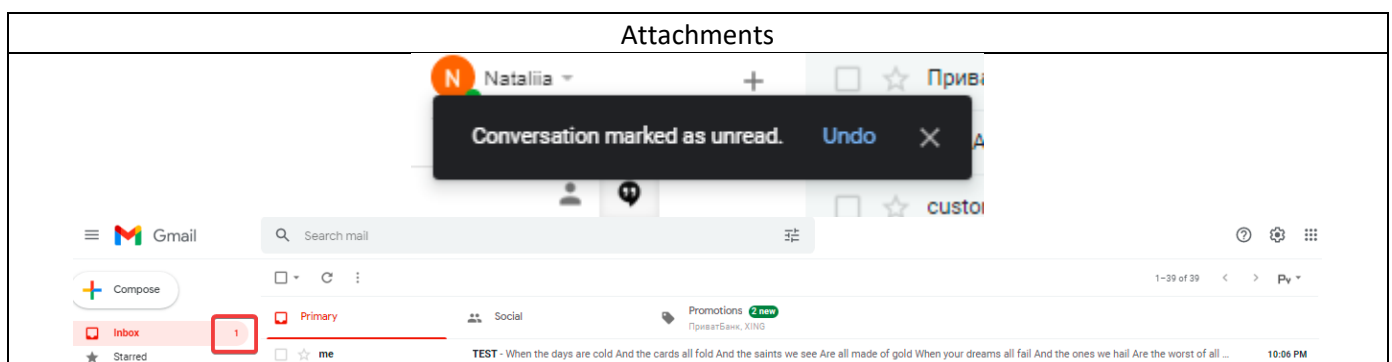 Attachments
N Nataliia
Прива
Conversation marked as unread. Undo
A
custo
Gmail Search mail
Compose 1–39 of 39 Ру
Primary Social Promotions 2 new
ПриватБанк, XING
Inbox 1
Starred me TEST - When the days are cold And the cards all fold And the saints we see Are all made of gold When your dreams all fail And the ones we hail Are the worst of all ... 10:06 PM